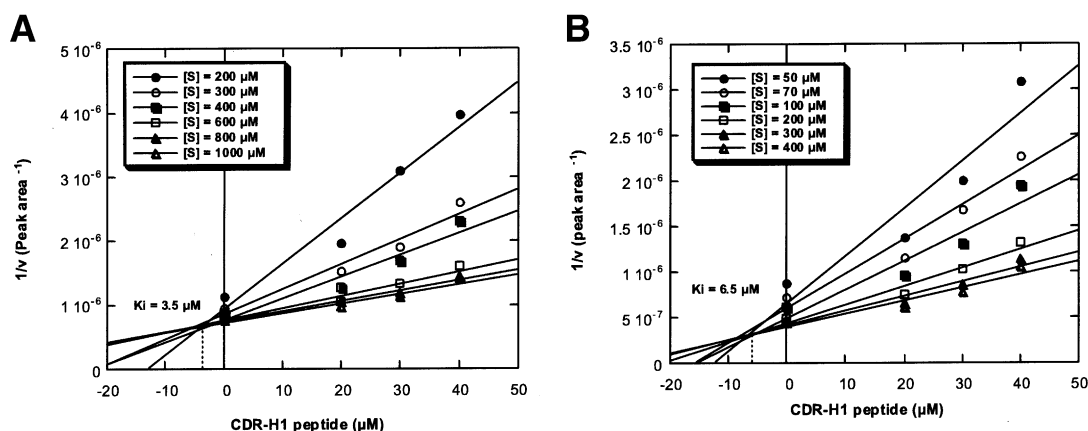 A
5 10⁻⁶
4 10⁻⁶
3 10⁻⁶
2 10⁻⁶
1 10⁻⁶
0
1/v (Peak area ⁻¹)
[S] = 200 µM
[S] = 300 µM
[S] = 400 µM
[S] = 600 µM
[S] = 800 µM
[S] = 1000 µM
Ki = 3.5 µM
-20 -10 0 10 20 30 40 50
CDR-H1 peptide (µM)
B
3.5 10⁻⁶
3 10⁻⁶
2.5 10⁻⁶
2 10⁻⁶
1.5 10⁻⁶
1 10⁻⁶
5 10⁻⁷
0
1/v (peak area ⁻¹)
[S] = 50 µM
[S] = 70 µM
[S] = 100 µM
[S] = 200 µM
[S] = 300 µM
[S] = 400 µM
Ki = 6.5 µM
-20 -10 0 10 20 30 40 50
CDR-H1 peptide (µM)